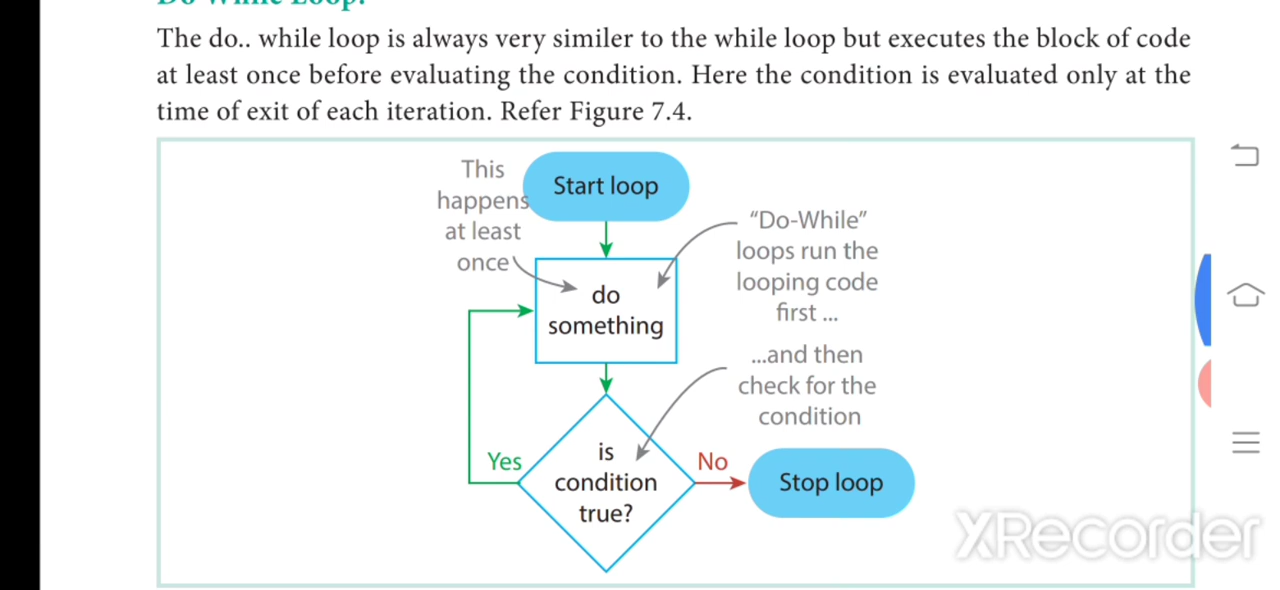 Do While Loop:
The do.. while loop is always very similer to the while loop but executes the block of code
at least once before evaluating the condition. Here the condition is evaluated only at the
time of exit of each iteration. Refer Figure 7.4.
This
happens
at least
once
Start loop
"Do-While"
loops run the
looping code
first ...
do
something
...and then
check for the
condition
is
condition
true?
Yes
No
Stop loop
XRecorder